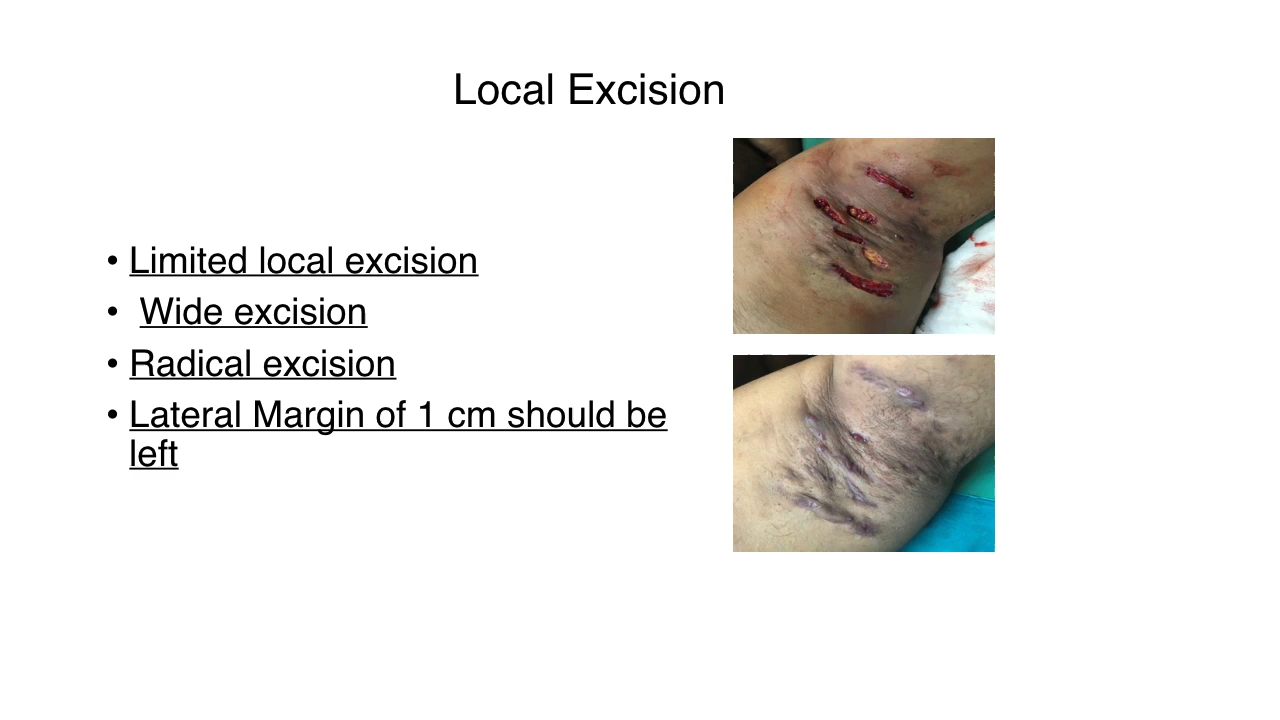 Local Excision
• Limited local excision
• Wide excision
• Radical excision
• Lateral Margin of 1 cm should be
left